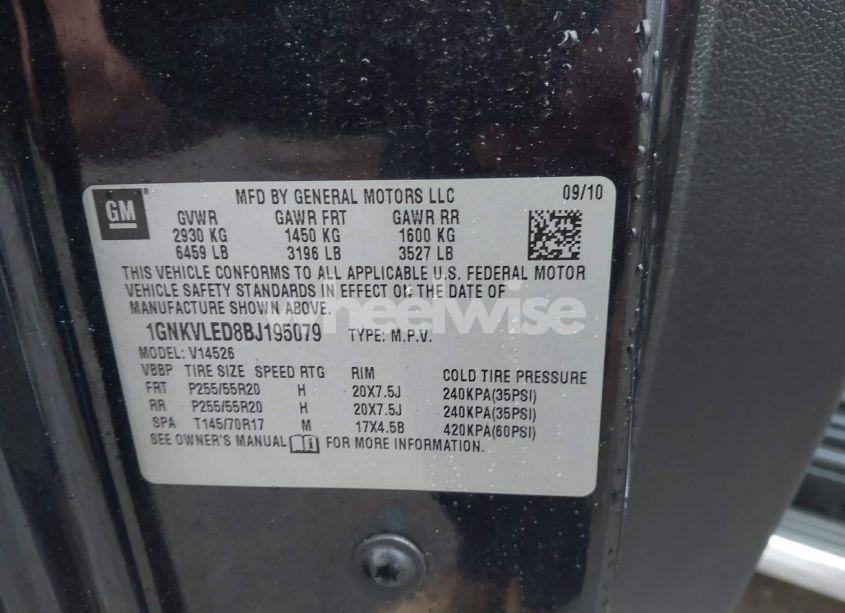 GM
MFD BY GENERAL MOTORS LLC 09/10
GVWR GAWR FRT GAWR RR
2930 KG 1450 KG 1600 KG
6459 LB 3196 LB 3527 LB
THIS VEHICLE CONFORMS TO ALL APPLICABLE U.S. FEDERAL MOTOR
VEHICLE SAFETY STANDARDS IN EFFECT ON THE DATE OF
MANUFACTURE SHOWN ABOVE.
wheelwise
1GNKVLED8BJ195079 TYPE: M.P.V.
MODEL: V14526
VBBP TIRE SIZE SPEED RTG RIM COLD TIRE PRESSURE
FRT P255/55R20 H 20X7.5J 240KPA(35PSI)
RR P255/55R20 H 20X7.5J 240KPA(35PSI)
SPA T145/70R17 M 17X4.5B 420KPA(60PSI)
SEE OWNER'S MANUAL FOR MORE INFORMATION.